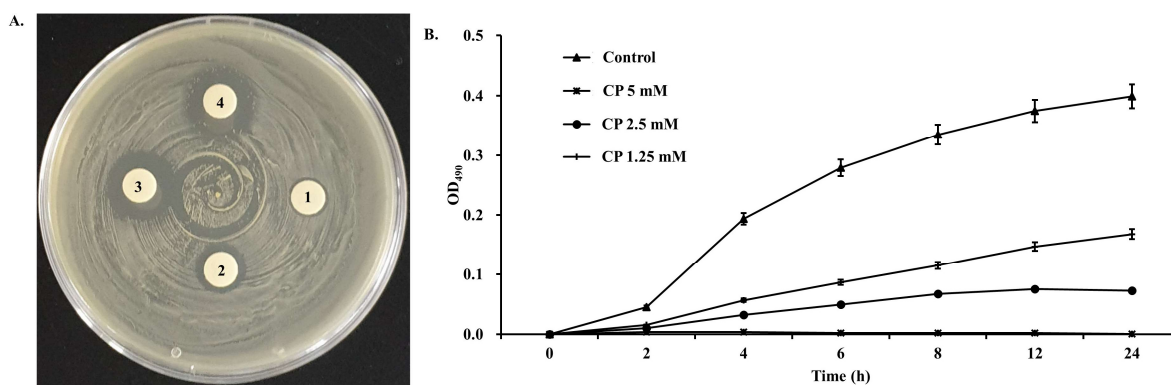 A.
4
3
1
2
B.
0.5
0.4
0.3
0.2
0.1
0.0
OD490
Control
CP 5 mM
CP 2.5 mM
CP 1.25 mM
0 2 4 6 8 12 24
Time (h)